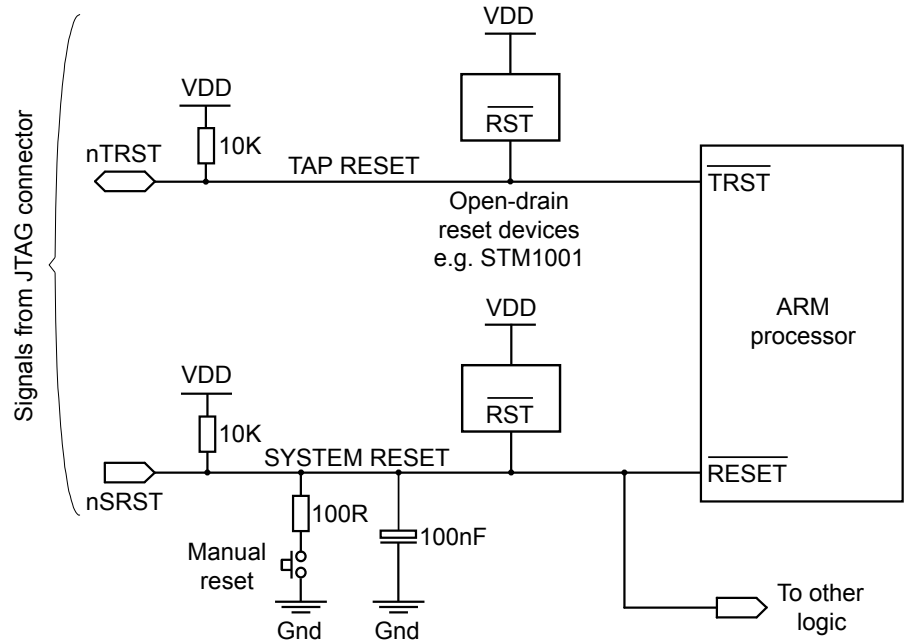 Signals from JTAG connector
VDD
VDD
RST
10K
nTRST
TAP RESET
TRST
Open-drain
reset devices
e.g. STM1001
ARM
processor
VDD
VDD
RST
10K
SYSTEM RESET
RESET
nSRST
100R
100nF
Manual
reset
Gnd
Gnd
To other
logic